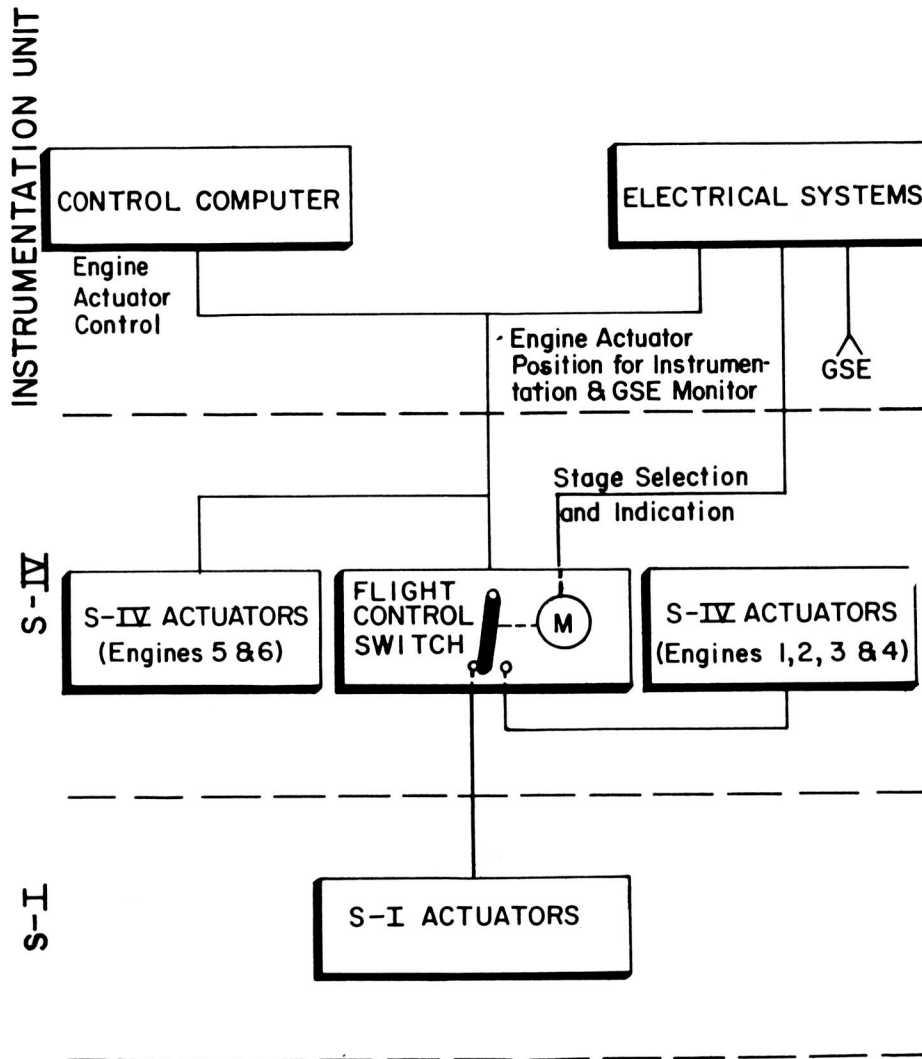 INSTRUMENTATION UNIT
CONTROL COMPUTER
ELECTRICAL SYSTEMS
Engine
Actuator
Control
Engine Actuator
Position for Instrumen-
tation & GSE Monitor
GSE
Stage Selection
and Indication
S-IV
S-IV ACTUATORS
(Engines 5 & 6)
FLIGHT
CONTROL
SWITCH
M
S-IV ACTUATORS
(Engines 1, 2, 3 & 4)
S-I
S-I ACTUATORS